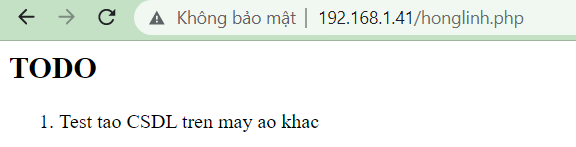 Không bảo mật | 192.168.1.41/honglinh.php
TODO
1. Test tao CSDL tren may ao khac